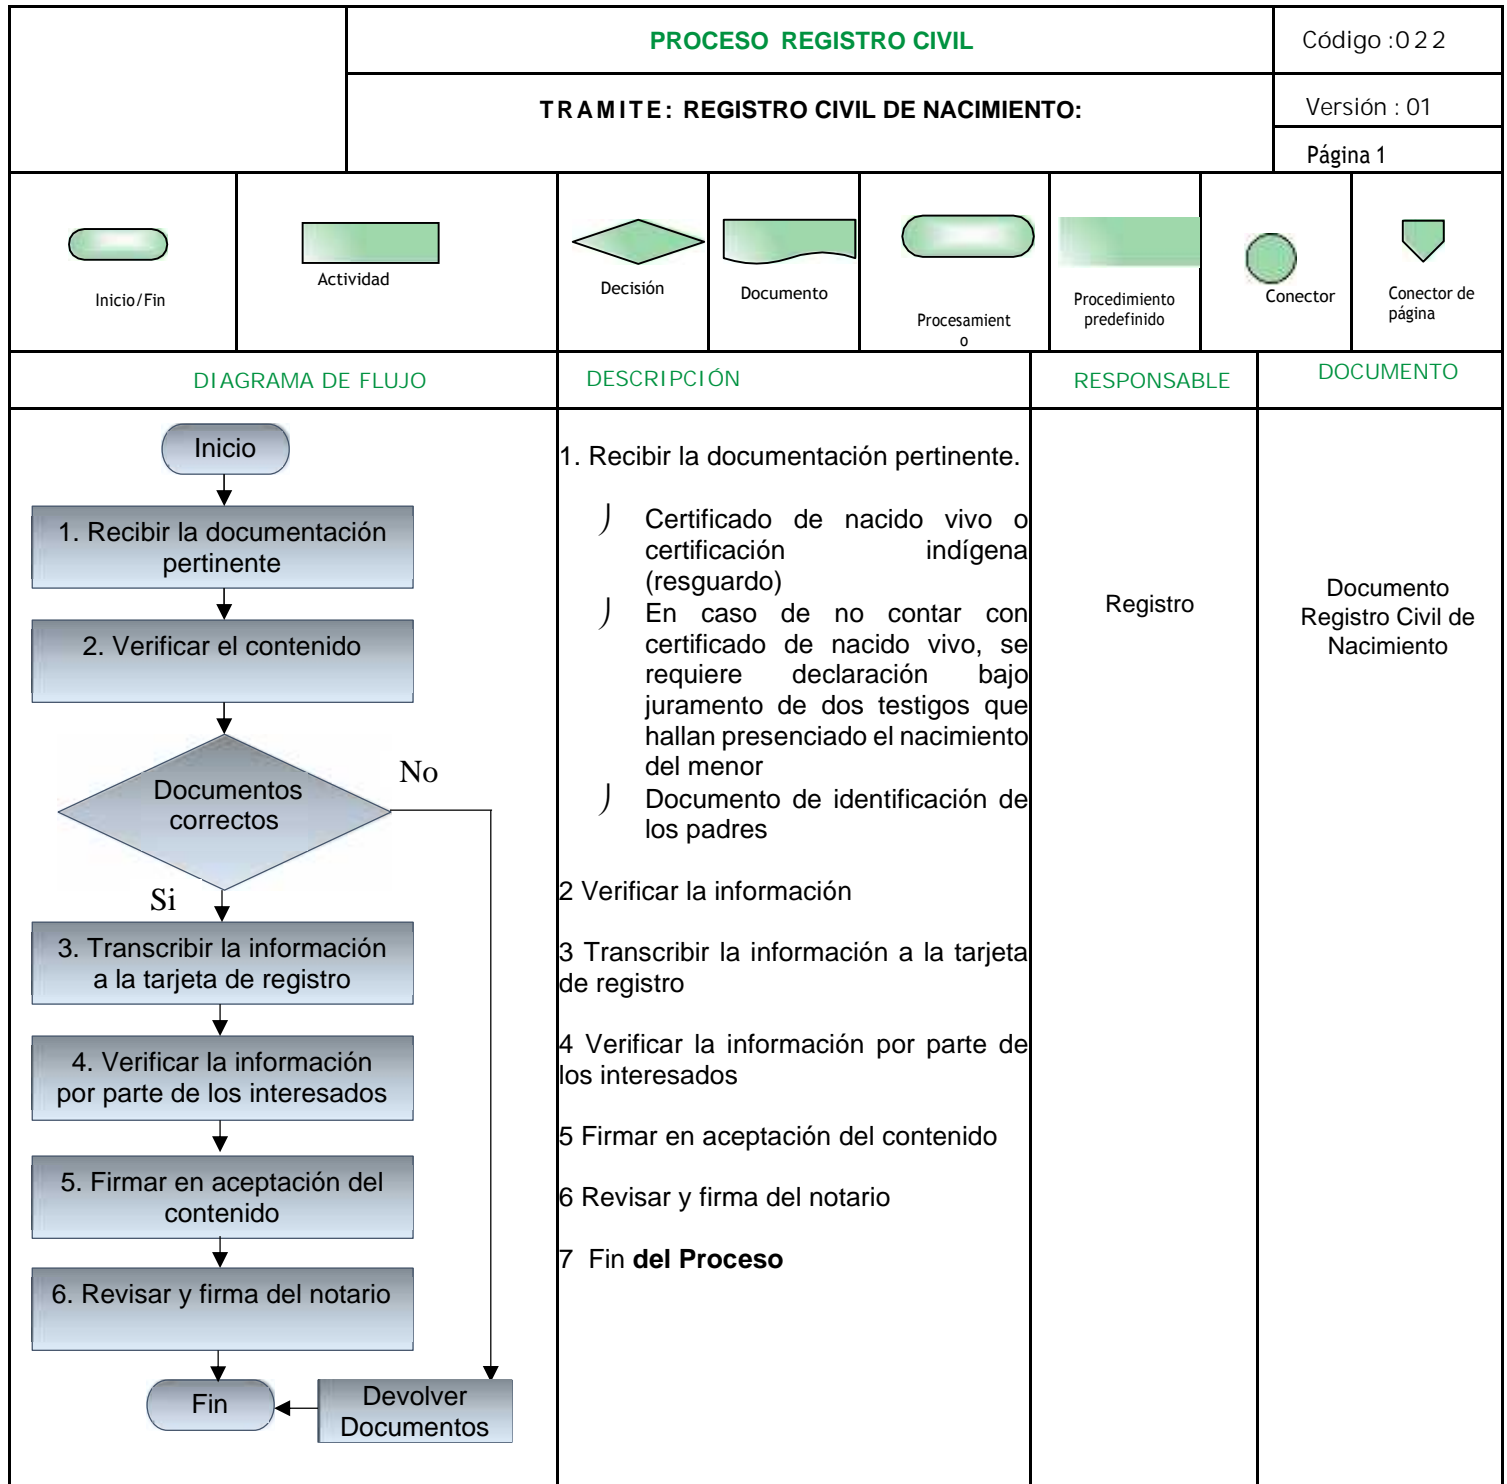 PROCESO REGISTRO CIVIL
Código :022
TRAMITE: REGISTRO CIVIL DE NACIMIENTO:
Versión : 01
Página 1
Inicio/Fin
Actividad
Decisión
Documento
Procesamient
o
Procedimiento
predefinido
Conector
Conector de
página
DIAGRAMA DE FLUJO
DESCRIPCIÓN
RESPONSABLE
DOCUMENTO
Inicio
1. Recibir la documentación
pertinente
2. Verificar el contenido
Documentos
correctos
No
Si
3. Transcribir la información
a la tarjeta de registro
4. Verificar la información
por parte de los interesados
5. Firmar en aceptación del
contenido
6. Revisar y firma del notario
Fin
Devolver
Documentos
1. Recibir la documentación pertinente.
Certificado de nacido vivo o
certificación indígena
(resguardo)
En caso de no contar con
certificado de nacido vivo, se
requiere declaración bajo
juramento de dos testigos que
hallan presenciado el nacimiento
del menor
Documento de identificación de
los padres
2 Verificar la información
3 Transcribir la información a la tarjeta
de registro
4 Verificar la información por parte de
los interesados
5 Firmar en aceptación del contenido
6 Revisar y firma del notario
7 Fin del Proceso
Registro
Documento
Registro Civil de
Nacimiento